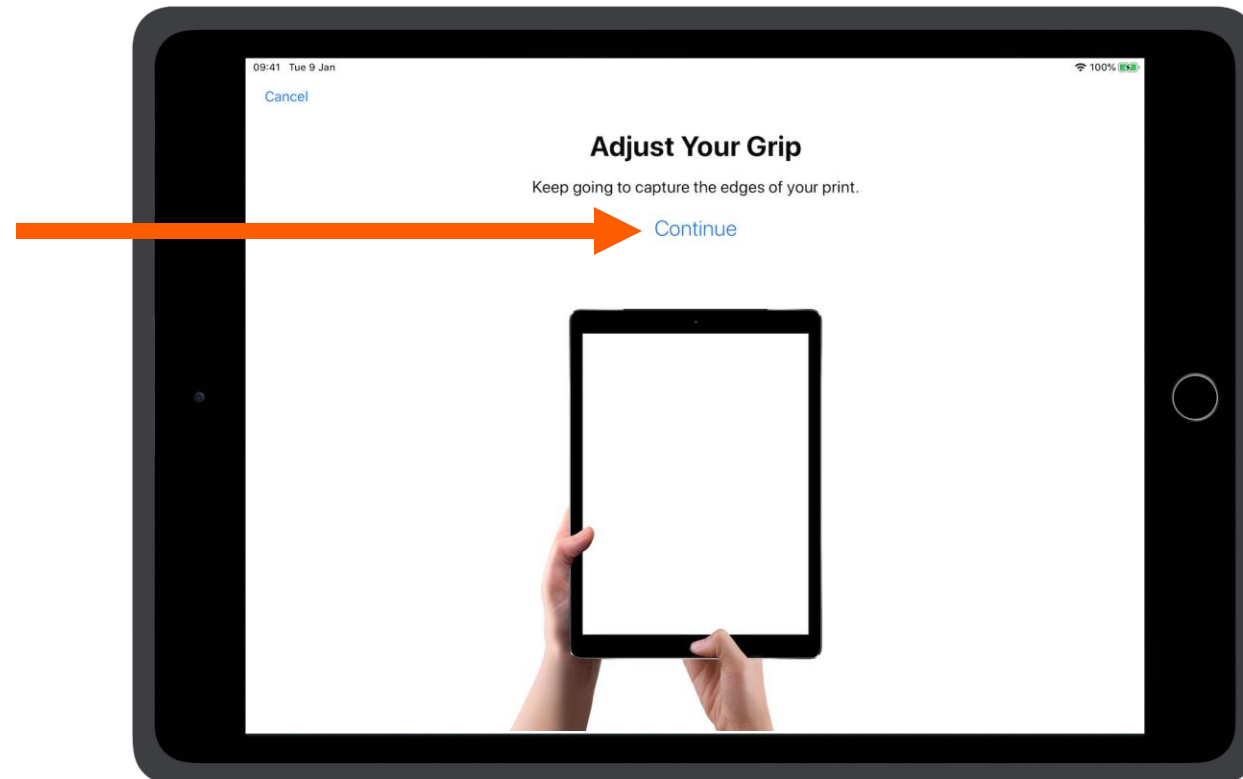 09:41 Tue 9 Jan
100%
Cancel
Adjust Your Grip
Keep going to capture the edges of your print.
Continue